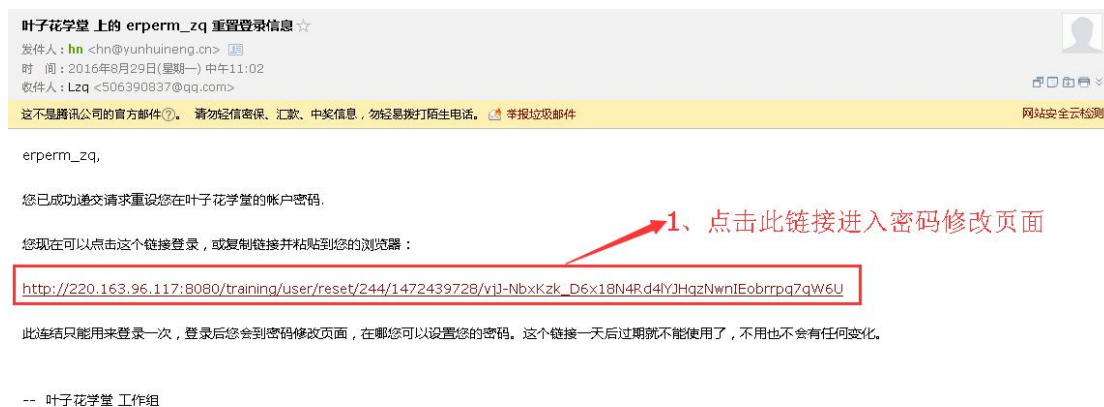 叶子花学堂 上的 erperm_zq 重置登录信息
发件人：hn <hn@yunhuineng.cn>
时 间：2016年8月29日(星期一) 中午11:02
收件人：Lzq <506390837@qq.com>
这不是腾讯公司的官方邮件。 请勿轻信密保、汇款、中奖信息，勿轻易拨打陌生电话。 举报垃圾邮件 网站安全云检测
erperm_zq,
您已成功递交请求重设您在叶子花学堂的帐户密码.
1、点击此链接进入密码修改页面
您现在可以点击这个链接登录，或复制链接并粘贴到您的浏览器：
http://220.163.96.117:8080/training/user/reset/244/1472439728/vjJ-NbxKzk_D6x18N4Rd4lYJHqzNwnIEobrrpq7qW6U
此连结只能用来登录一次，登录后您会到密码修改页面，在哪您可以设置您的密码。这个链接一天后过期就不能使用了，不用也不会有任何变化。
-- 叶子花学堂 工作组